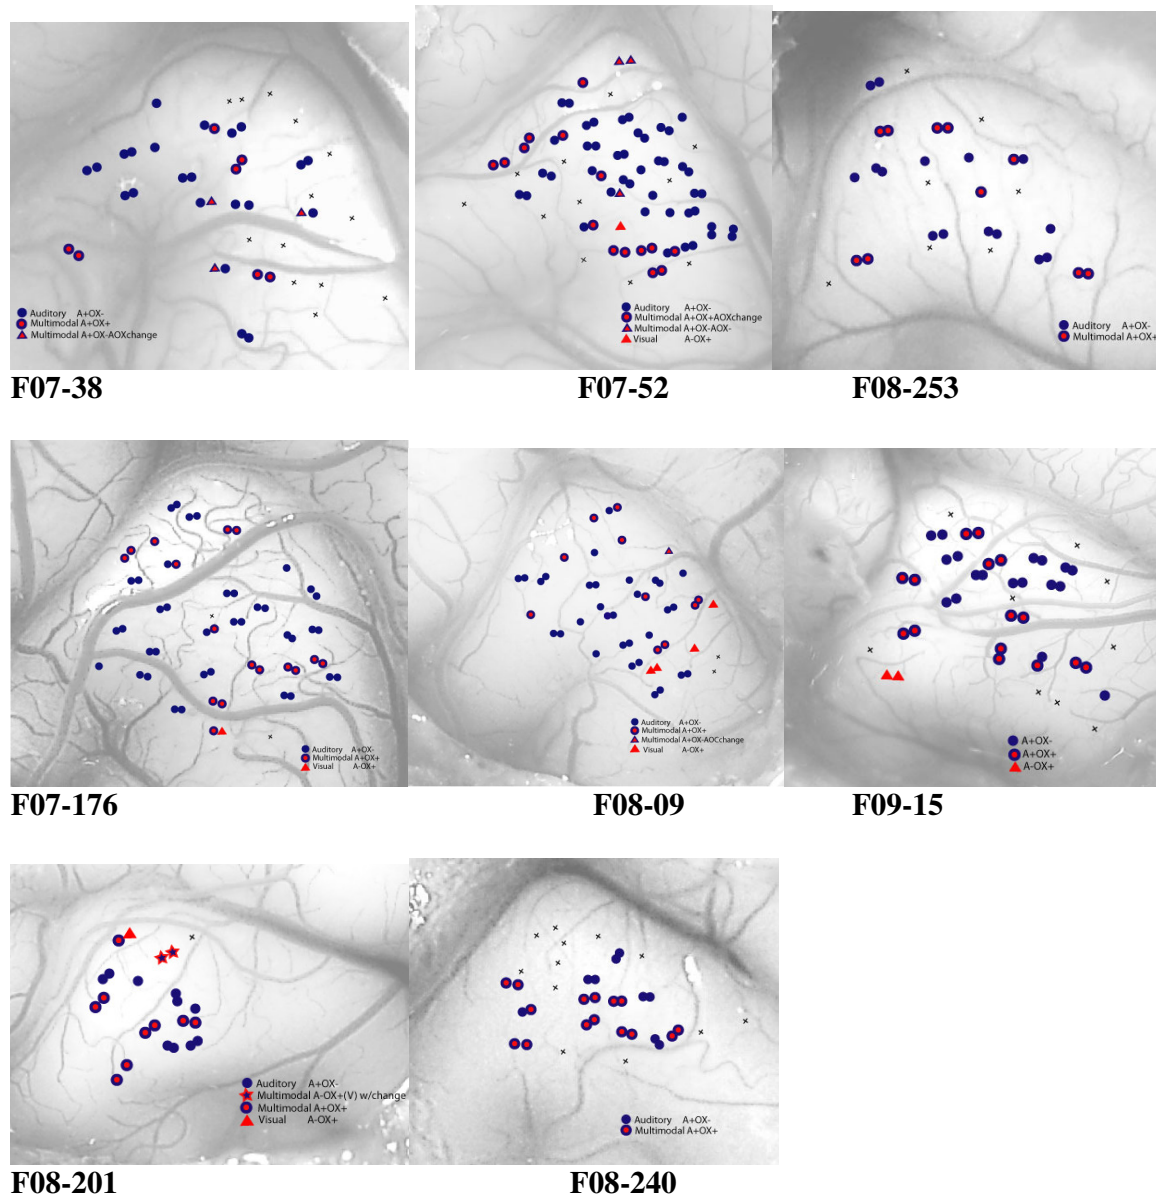 Auditory A+OX-
Multimodal A+OX+
Multimodal A+OX-AOXchange
F07-38
Auditory A+OX-
Multimodal A+OX+AOXchange
Multimodal A+OX-AOX-
Visual A-OX+
F07-52
Auditory A+OX-
Multimodal A+OX+
F08-253
Auditory A+OX-
Multimodal A+OX+
Visual A-OX+
F07-176
Auditory A+OX-
Multimodal A+OX+
Multimodal A+OX-AOCchange
Visual A-OX+
F08-09
A+OX-
A+OX+
A-OX+
F09-15
Auditory A+OX-
Multimodal A-OX+(V) w/change
Multimodal A+OX+
Visual A-OX+
F08-201
Auditory A+OX-
Multimodal A+OX+
F08-240